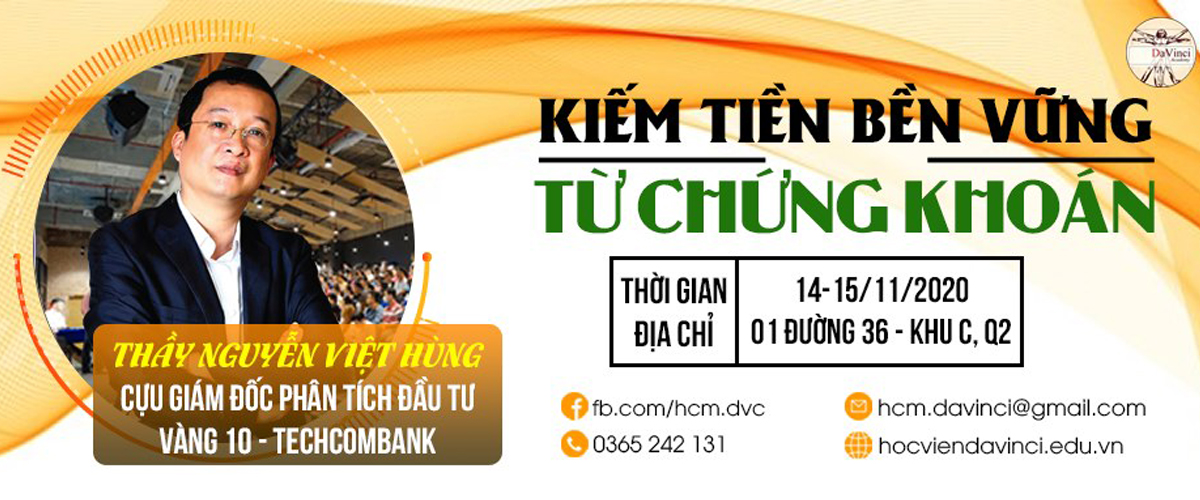 DaVinci
Academy
KIẾM TIỀN BỀN VỮNG
TỪ CHỨNG KHOÁN
THỜI GIAN
14-15/11/2020
ĐỊA CHỈ
01 ĐƯỜNG 36 - KHU C, Q2
THẦY NGUYỄN VIỆT HÙNG
CỰU GIÁM ĐỐC PHÂN TÍCH ĐẦU TƯ
VÀNG 10 - TECHCOMBANK
fb.com/hcm.dvc
hcm.davinci@gmail.com
0365 242 131
hocviendavinci.edu.vn